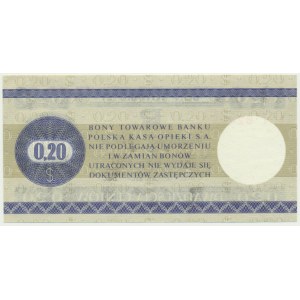 BONY TOWAROWE BANKU
POLSKA KASA OPIEKI S.A.
NIE PODLEGAJĄ UMORZENIU
I W ZAMIAN BONÓW
UTRACONYCH NIE WYDAJE SIĘ
DOKUMENTÓW ZASTĘPCZYCH
0.20
$